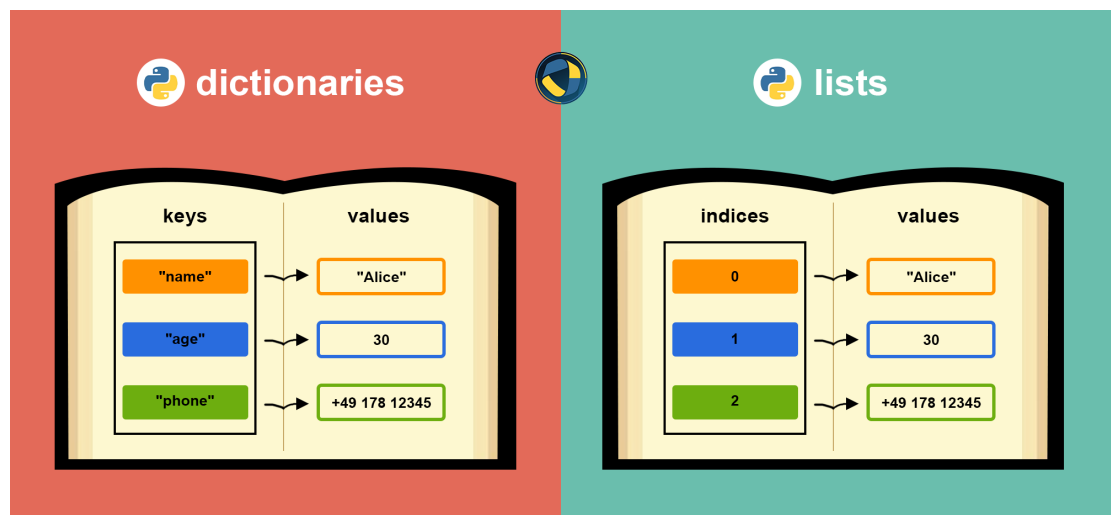 dictionaries
keys values
"name" "Alice"
"age" 30
"phone" +49 178 12345
lists
indices values
0 "Alice"
1 30
2 +49 178 12345